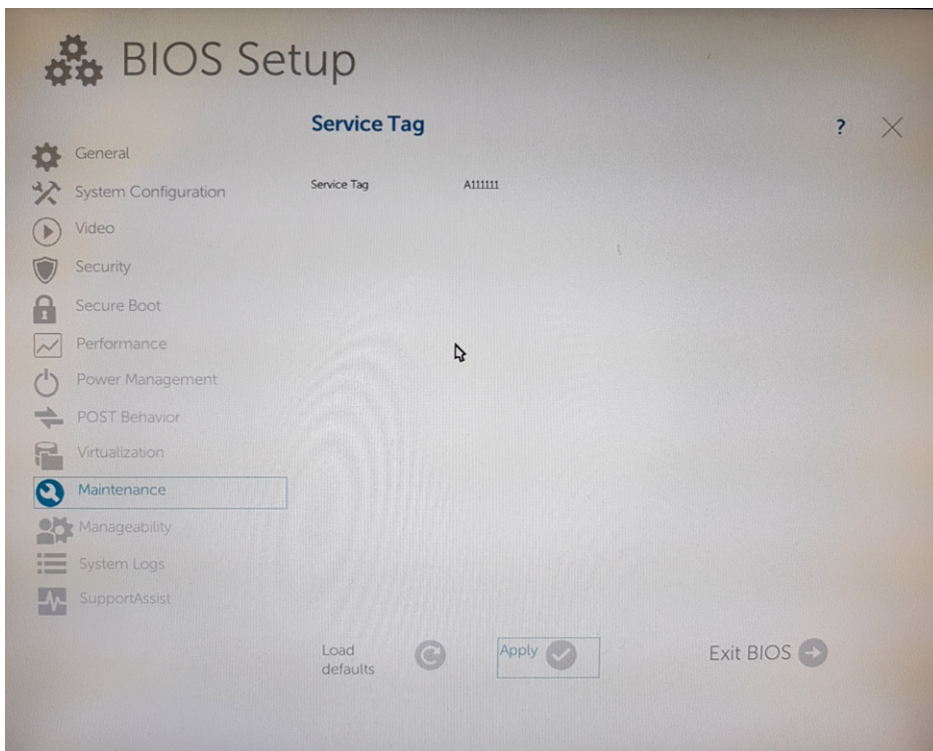 BIOS Setup
Service Tag
?
General
System Configuration
Service Tag A111111
Video
Security
Secure Boot
Performance
Power Management
POST Behavior
Virtualization
Maintenance
Manageability
System Logs
SupportAssist
Load
defaults
Apply
Exit BIOS